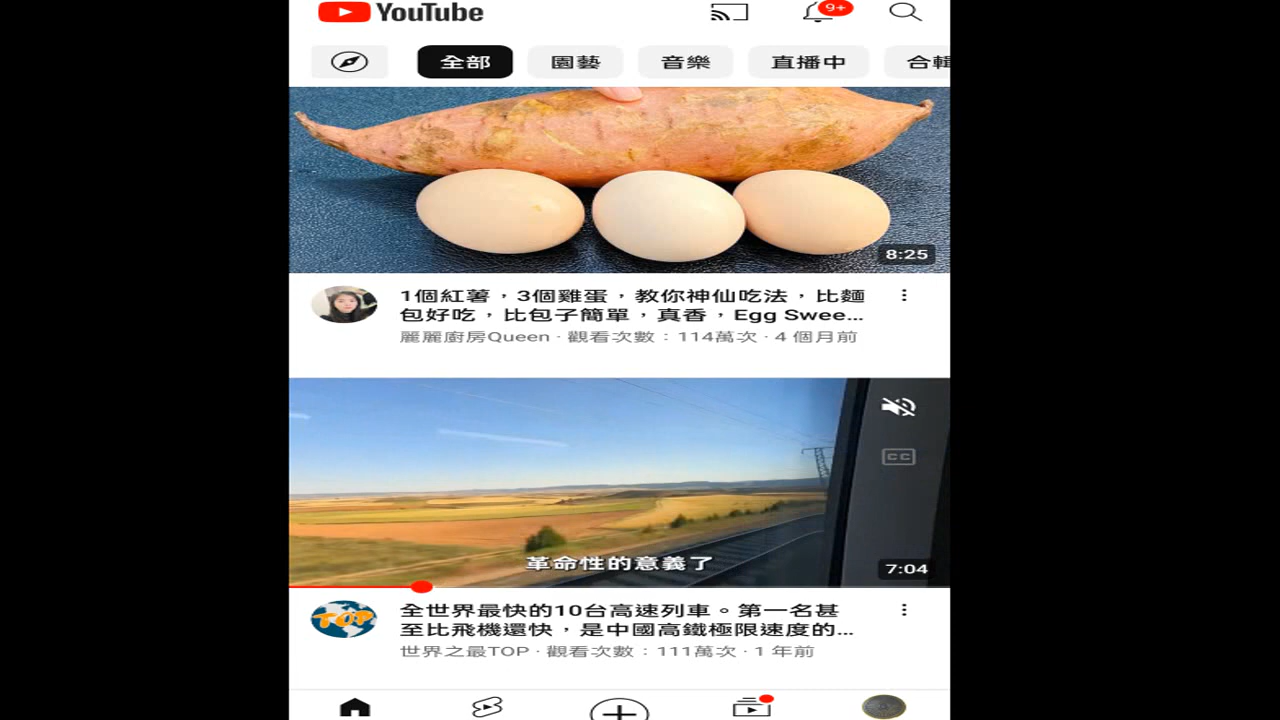 YouTube
9+
全部 園藝 音樂 直播中 合輯
8:25
1個紅薯，3個雞蛋，教你神仙吃法，比麵
包好吃，比包子簡單，真香，Egg Swee...
麗麗廚房Queen · 觀看次數：114萬次 · 4 個月前
CC
革命性的意義了
7:04
TOP
全世界最快的10台高速列車。第一名甚
至比飛機還快，是中國高鐵極限速度的...
世界之最TOP · 觀看次數：111萬次 · 1 年前